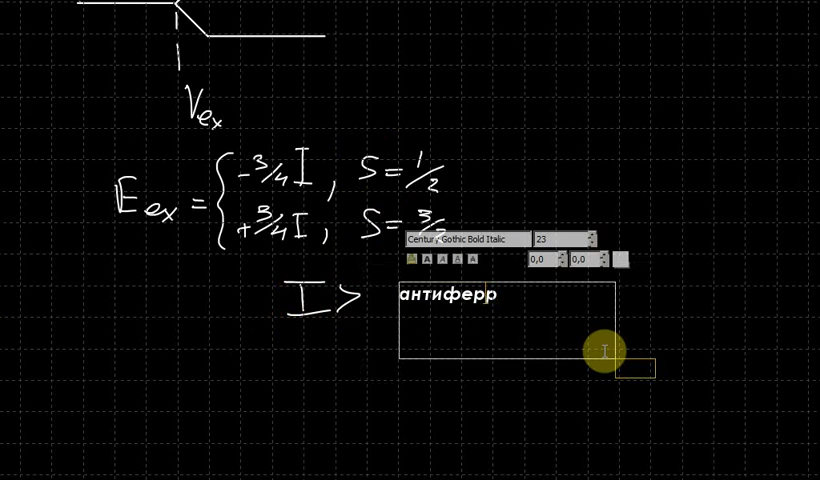 V_ex
E_ex = { -3/4 I , S = 1/2
+3/4 I , S = 3/
Century Gothic Bold Italic 23
0,0 0,0
I > антиферр